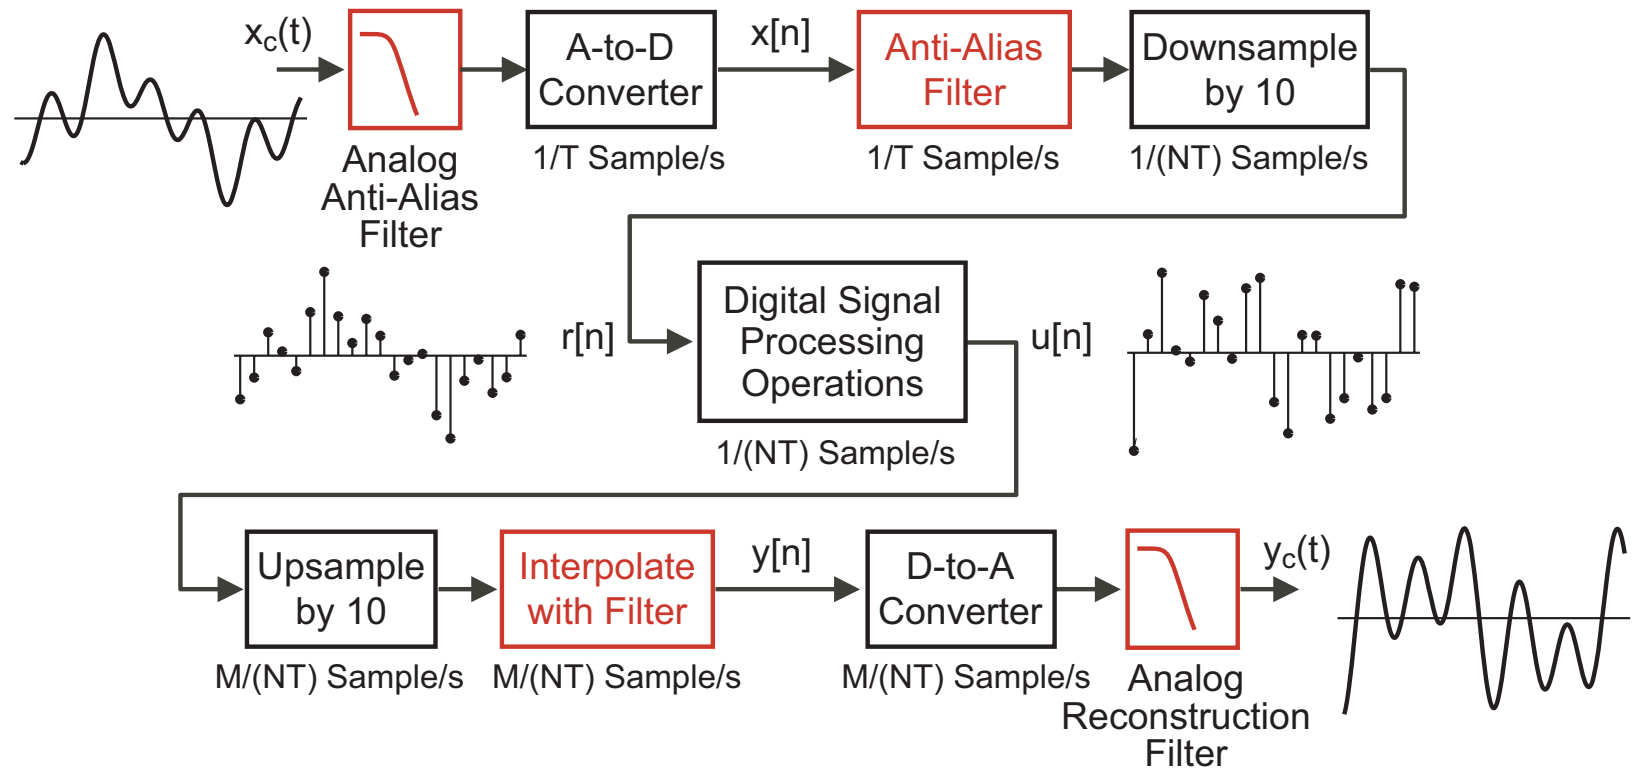 x_c(t)
A-to-D
Converter
x[n]
Anti-Alias
Filter
Downsample
by 10
Analog
Anti-Alias
Filter
1/T Sample/s
1/T Sample/s
1/(NT) Sample/s
r[n]
Digital Signal
Processing
Operations
u[n]
1/(NT) Sample/s
Upsample
by 10
Interpolate
with Filter
y[n]
D-to-A
Converter
y_c(t)
M/(NT) Sample/s
M/(NT) Sample/s
M/(NT) Sample/s
Analog
Reconstruction
Filter